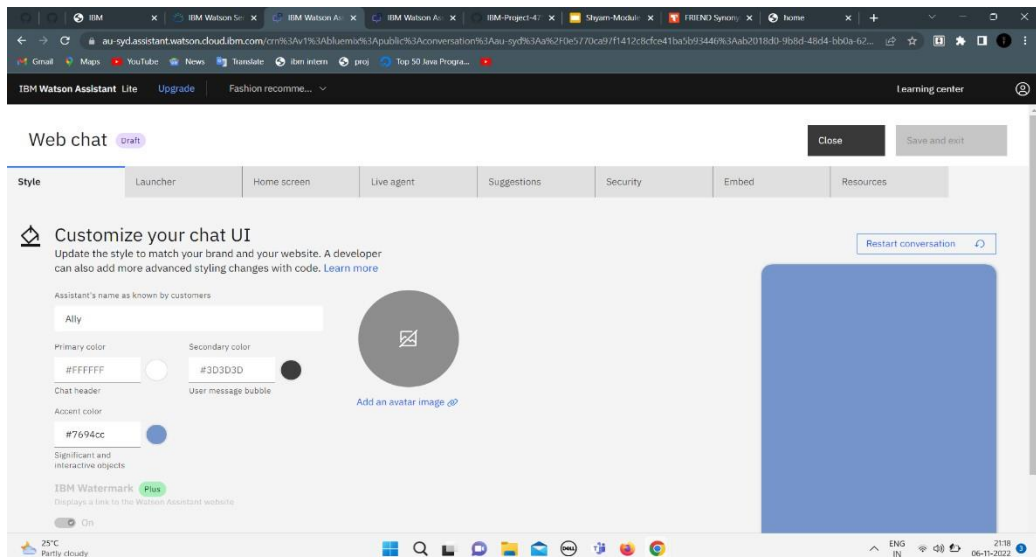 IBM
IBM Watson Se
IBM Watson As
IBM Watson As
IBM-Project-47
Shyam-Module
FRIEND Synony
home
au-syd.assistant.watson.cloud.ibm.com/crn%3Av1%3Abluemix%3Apublic%3Aconversation%3Aau-syd%3Aa%2F0e5770ca97f1412c8cfce41ba5b93446%3Aab2018d0-9b8d-48d4-bb0a-62...
Gmail
Maps
YouTube
News
Translate
ibm intern
proj
Top 50 Java Progra...
IBM Watson Assistant Lite
Upgrade
Fashion recomme...
Learning center
Web chat Draft
Close
Save and exit
Style
Launcher
Home screen
Live agent
Suggestions
Security
Embed
Resources
Customize your chat UI
Update the style to match your brand and your website. A developer
can also add more advanced styling changes with code. Learn more
Restart conversation
Assistant's name as known by customers
Ally
Primary color
Secondary color
#FFFFFF
#3D3D3D
Chat header
User message bubble
Add an avatar image
Accent color
#7694cc
Significant and
interactive objects
IBM Watermark Plus
Displays a link to the Watson Assistant website
On
25°C
Partly cloudy
DELL
ENG
IN
21:18
06-11-2022
3